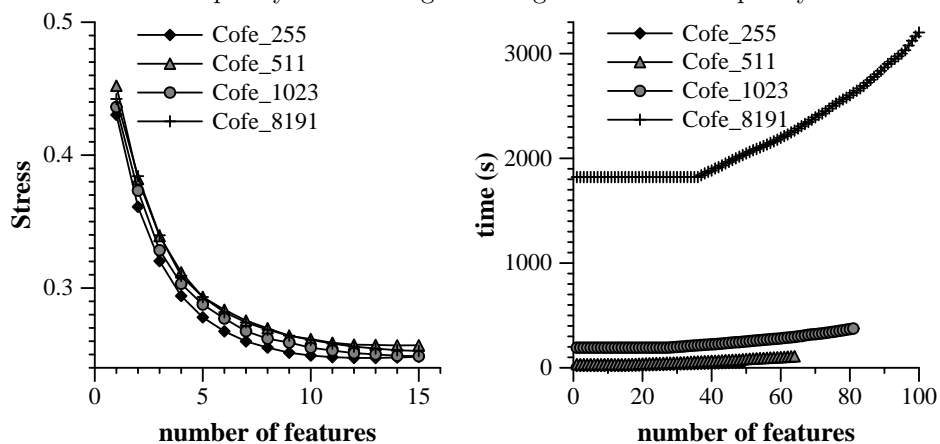 0.5
0.4
0.3
Stress
Cofe_255
Cofe_511
Cofe_1023
Cofe_8191
0
5
10
15
number of features
3000
2000
1000
0
time (s)
Cofe_255
Cofe_511
Cofe_1023
Cofe_8191
0
20
40
60
80
100
number of features